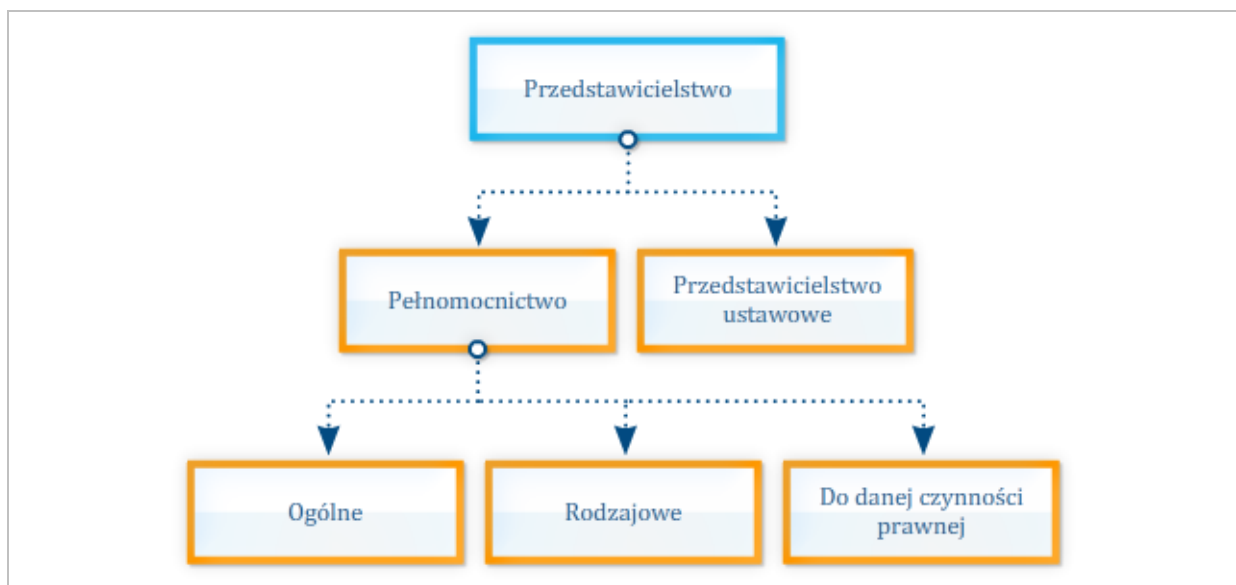 Przedstawicielstwo
Pełnomocnictwo
Przedstawicielstwo
ustawowe
Ogólne
Rodzajowe
Do danej czynności
prawnej